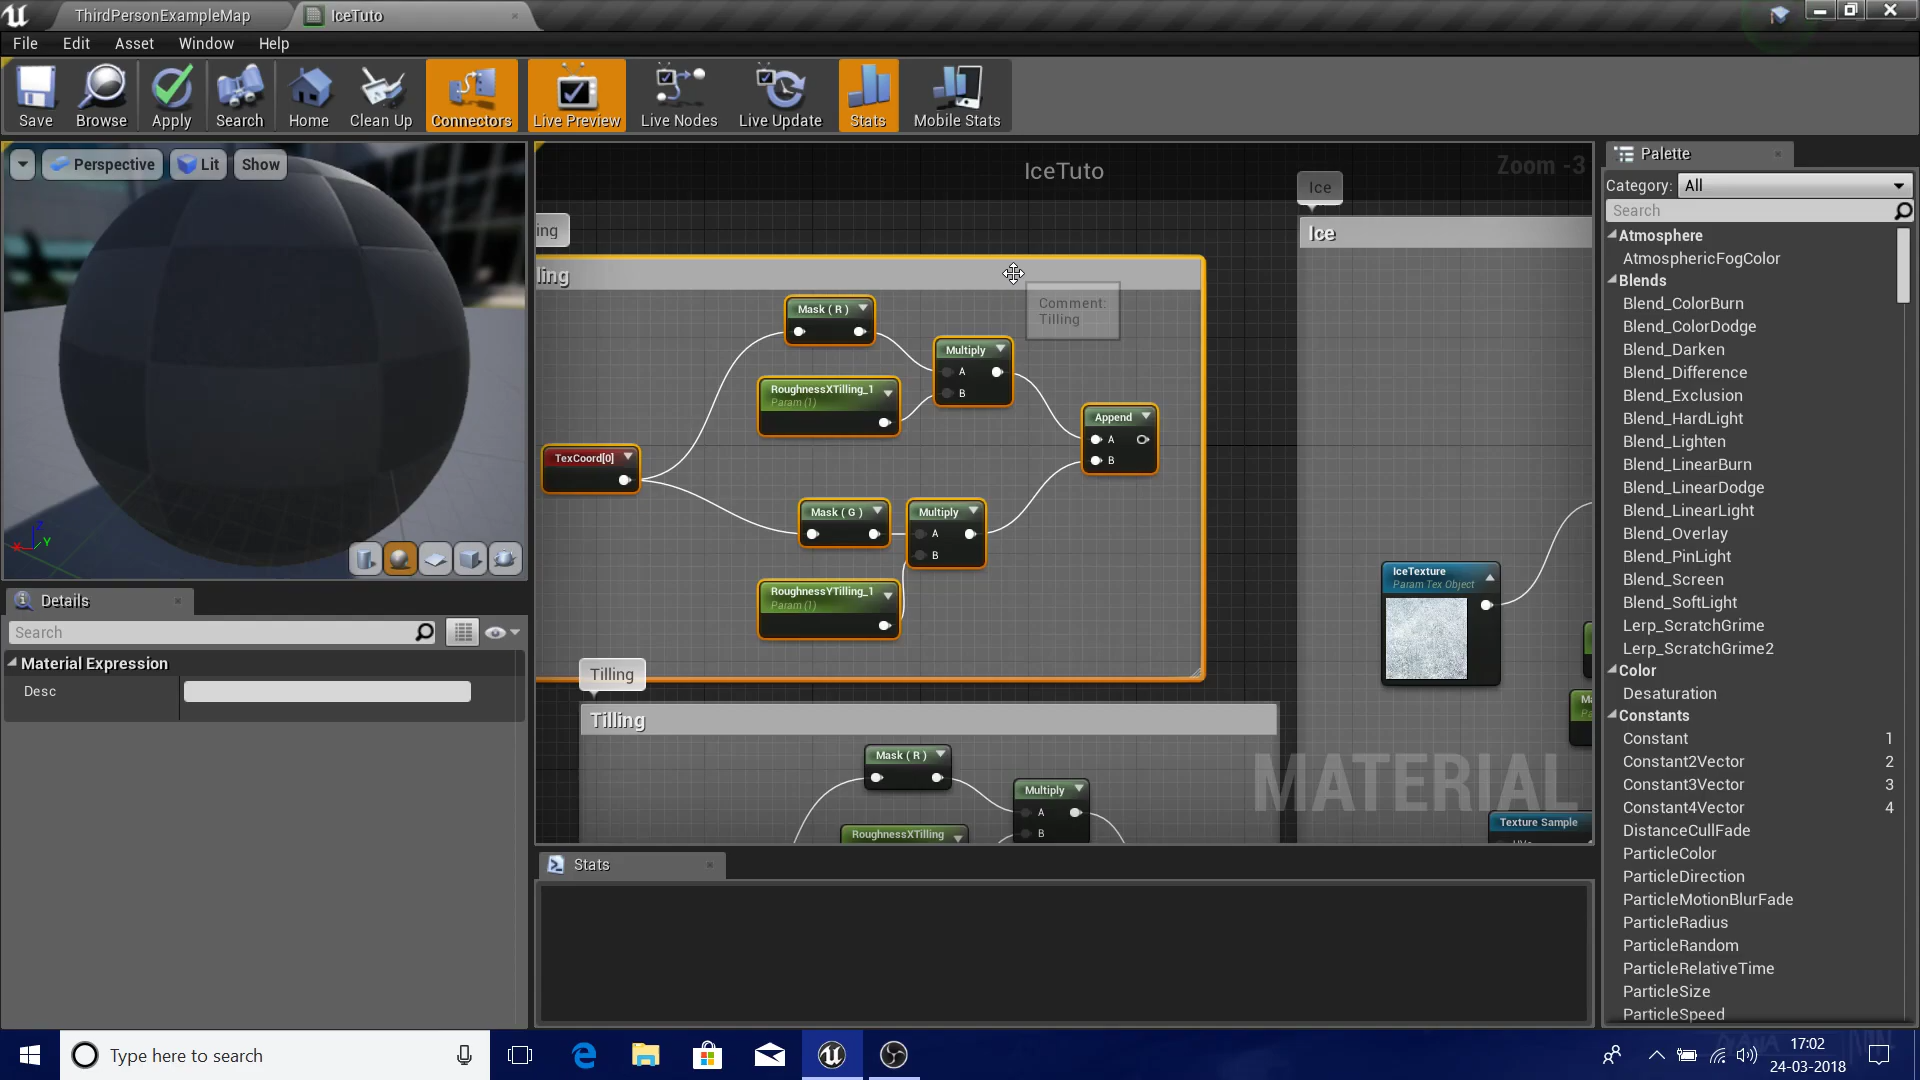 ThirdPersonExampleMap
IceTuto
File Edit Asset Window Help
Save
Browse
Apply
Search
Home
Clean Up
Connectors
Live Preview
Live Nodes
Live Update
Stats
Mobile Stats
Perspective
Lit
Show
X
Y
Z
Details
Search
Material Expression
Desc
IceTuto
Zoom -3
ing
lling
Comment:
Tilling
Mask ( R )
Multiply
A
B
RoughnessXTilling_1
Param (1)
Append
A
B
TexCoord[0]
Mask ( G )
Multiply
A
B
RoughnessYTilling_1
Param (1)
Tilling
Tilling
Mask ( R )
Multiply
A
B
RoughnessXTilling
Ice
Ice
IceTexture
Param Tex Object
Texture Sample
MATERIAL
Stats
Palette
Category: All
Search
Atmosphere
AtmosphericFogColor
Blends
Blend_ColorBurn
Blend_ColorDodge
Blend_Darken
Blend_Difference
Blend_Exclusion
Blend_HardLight
Blend_Lighten
Blend_LinearBurn
Blend_LinearDodge
Blend_LinearLight
Blend_Overlay
Blend_PinLight
Blend_Screen
Blend_SoftLight
Lerp_ScratchGrime
Lerp_ScratchGrime2
Color
Desaturation
Constants
Constant 1
Constant2Vector 2
Constant3Vector 3
Constant4Vector 4
DistanceCullFade
ParticleColor
ParticleDirection
ParticleMotionBlurFade
ParticleRadius
ParticleRandom
ParticleRelativeTime
ParticleSize
ParticleSpeed
Type here to search
17:02
24-03-2018